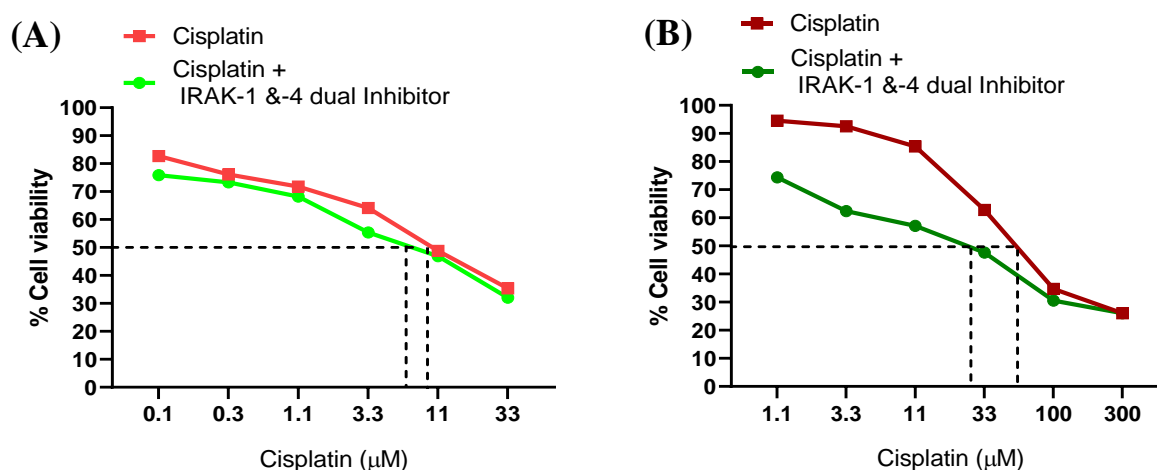 (A)
Cisplatin
Cisplatin +
IRAK-1 &-4 dual Inhibitor
100
90
80
70
60
50
40
30
20
10
0
% Cell viability
0.1 0.3 1.1 3.3 11 33
Cisplatin (μM)
(B)
Cisplatin
Cisplatin +
IRAK-1 &-4 dual Inhibitor
100
90
80
70
60
50
40
30
20
10
0
% Cell viability
1.1 3.3 11 33 100 300
Cisplatin (μM)